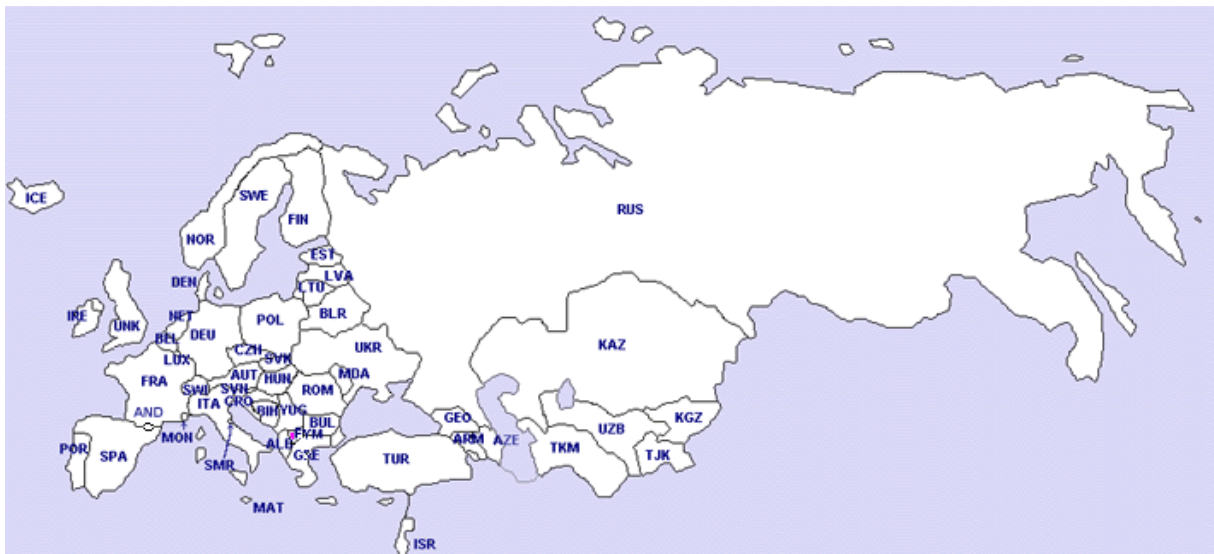 ICE
SWE
RUS
FIN
NOR
EST
LVA
DEN
LTU
IRE
NET
BLR
UNK
POL
BEL
DEU
KAZ
UKR
CZH
LUX
SVK
AUT
MDA
FRA
HUN
SWI
SVN
ROM
ITA
CRO
BIH
YUG
AND
GEO
KGZ
BUL
UZB
MON
FYM
ARM
AZE
ALB
POR
TKM
SPA
TJK
TUR
SMR
MAT
ISR